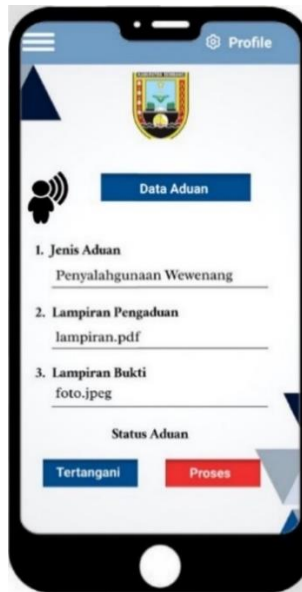 Profile
Data Aduan
1. Jenis Aduan
Penyalahgunaan Wewenang
2. Lampiran Pengaduan
lampiran.pdf
3. Lampiran Bukti
foto.jpeg
Status Aduan
Tertangani Proses